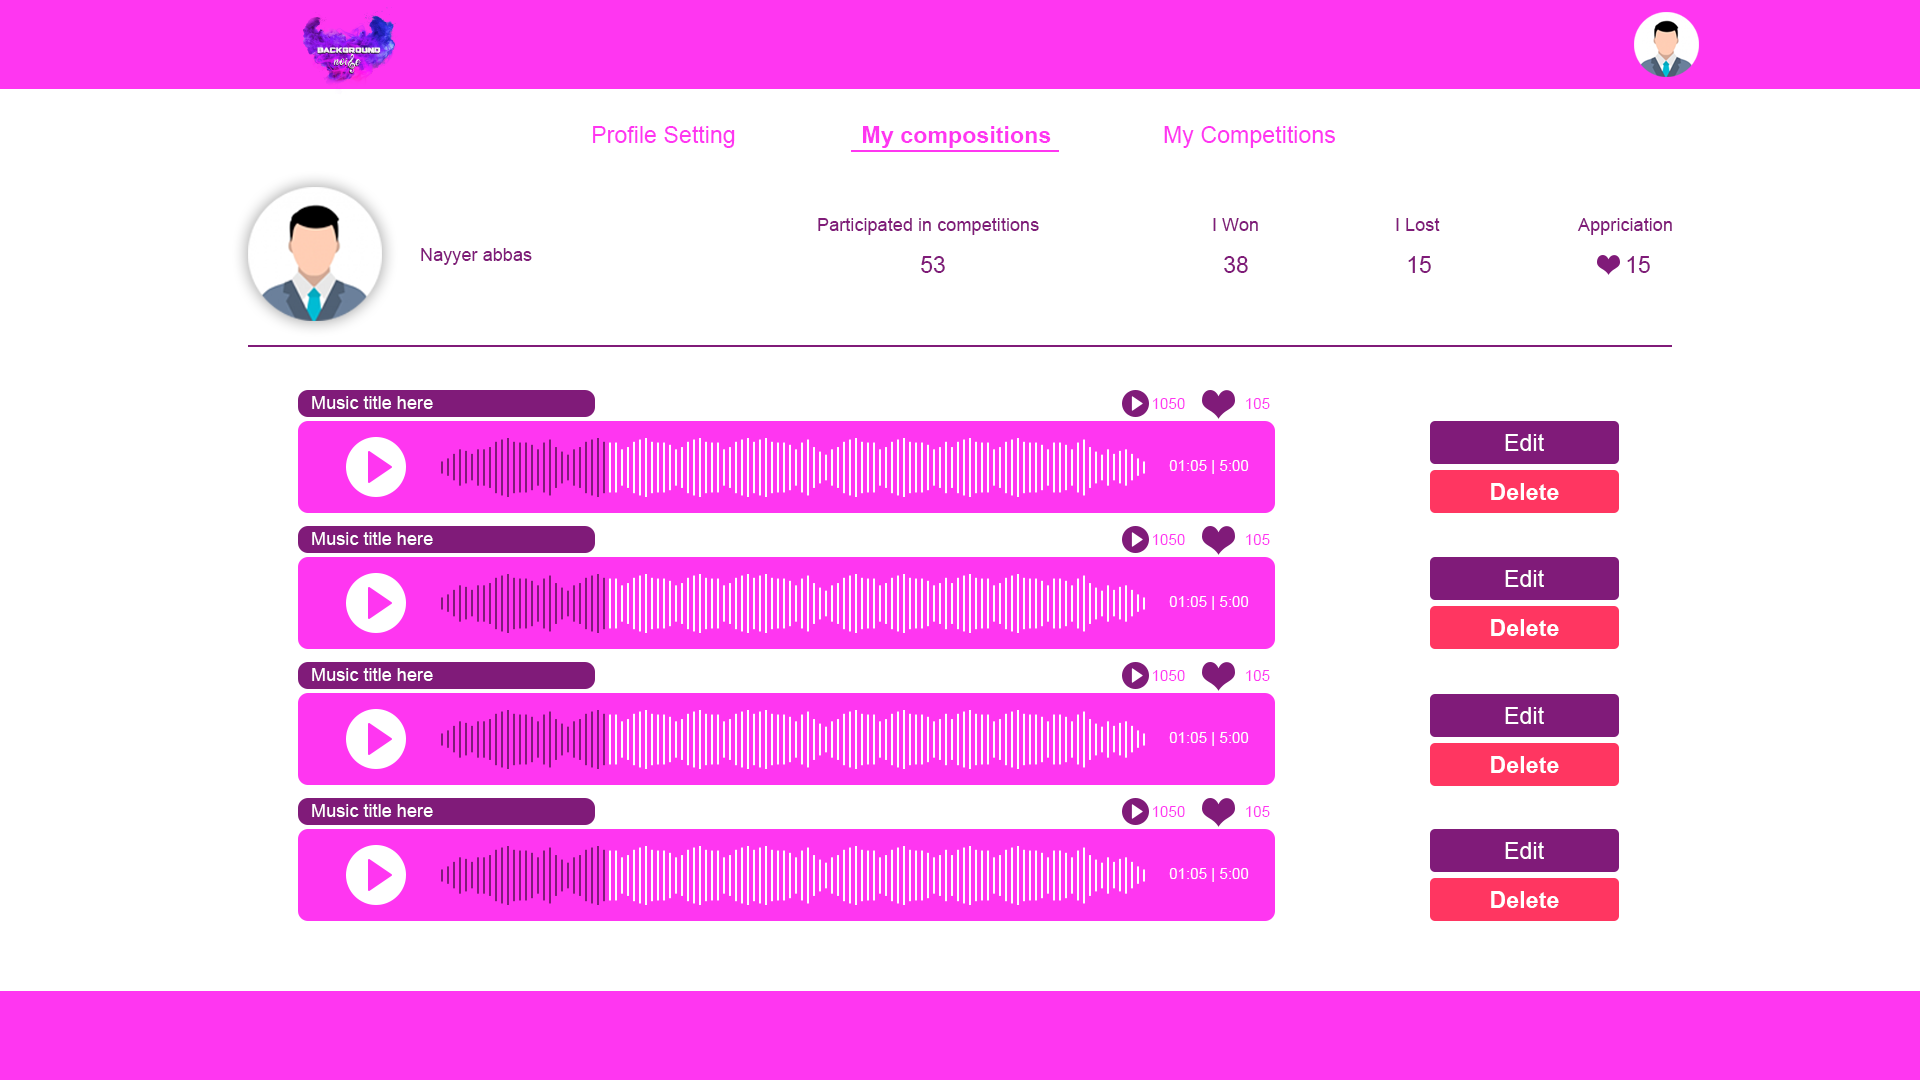 BACKGROUND
noize
Profile Setting My compositions My Competitions
Participated in competitions I Won I Lost Appriciation
Nayyer abbas
53 38 15 15
Music title here 1050 105
01:05 | 5:00
Edit
Delete
Music title here 1050 105
01:05 | 5:00
Edit
Delete
Music title here 1050 105
01:05 | 5:00
Edit
Delete
Music title here 1050 105
01:05 | 5:00
Edit
Delete